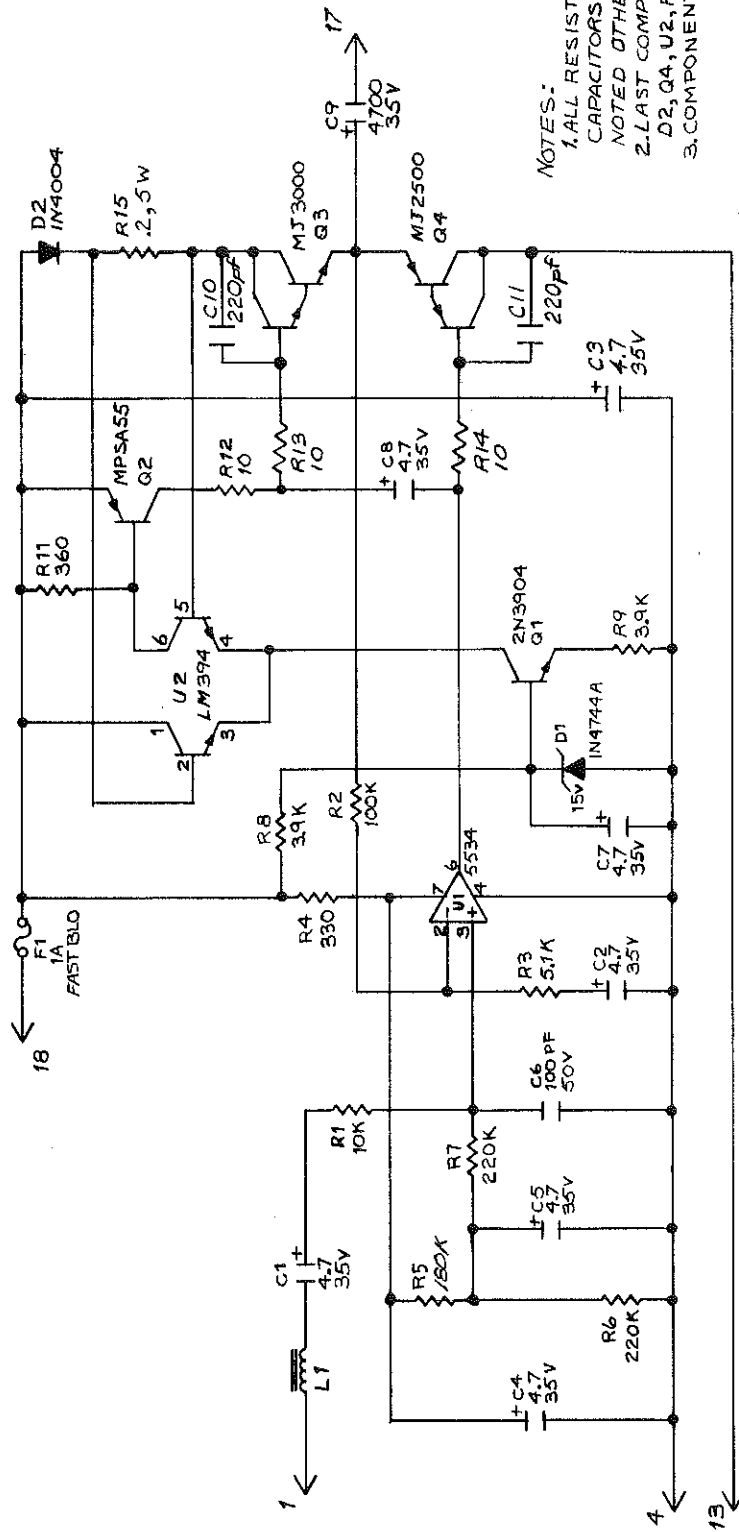 18
F1
1A
FAST BLO
D2
1N4004
R15
.2, 5W
R11
360
MPSA55
Q2
C10
220pf
MJ3000
Q3
C9
+
4700
35V
17
R12
10
R13
10
1
2
3
U2
LM394
6
5
4
C8
+
4.7
35V
MJ2500
Q4
R14
10
C11
220pf
C3
+
4.7
35V
R8
3.9K
R2
100K
R4
330
2N3904
Q1
R9
3.9K
7
2
3
U1
-
+
6
5534
4
D1
15V
1N4744A
C7
+
4.7
35V
R3
5.1K
C2
+
4.7
35V
1
L1
C1
+
4.7
35V
R1
10K
R7
220K
C6
100PF
50V
R5
180K
C5
+
4.7
35V
R6
220K
C4
+
4.7
35V
4
13
NOTES:
1. ALL RESIST
CAPACITORS
NOTED OTHE
2. LAST COMP
D2, Q4, U2,
3. COMPONENT